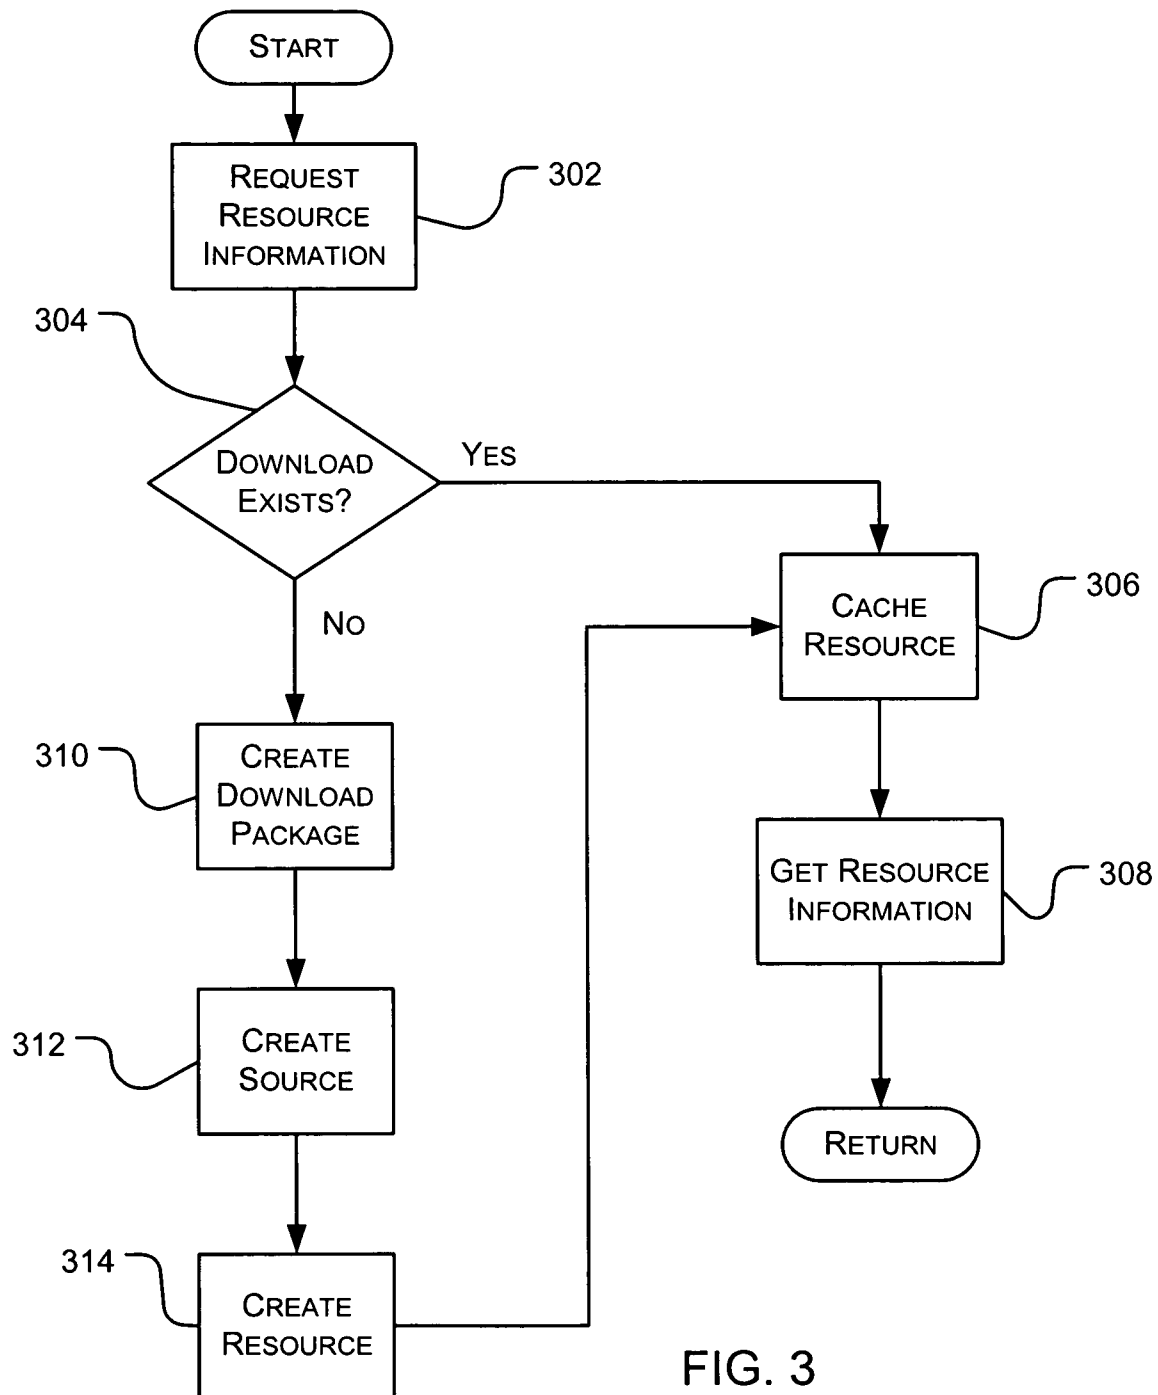 START
302
REQUEST
RESOURCE
INFORMATION
304
DOWNLOAD
EXISTS?
YES
NO
306
CACHE
RESOURCE
310
CREATE
DOWNLOAD
PACKAGE
308
GET RESOURCE
INFORMATION
312
CREATE
SOURCE
RETURN
314
CREATE
RESOURCE
FIG. 3